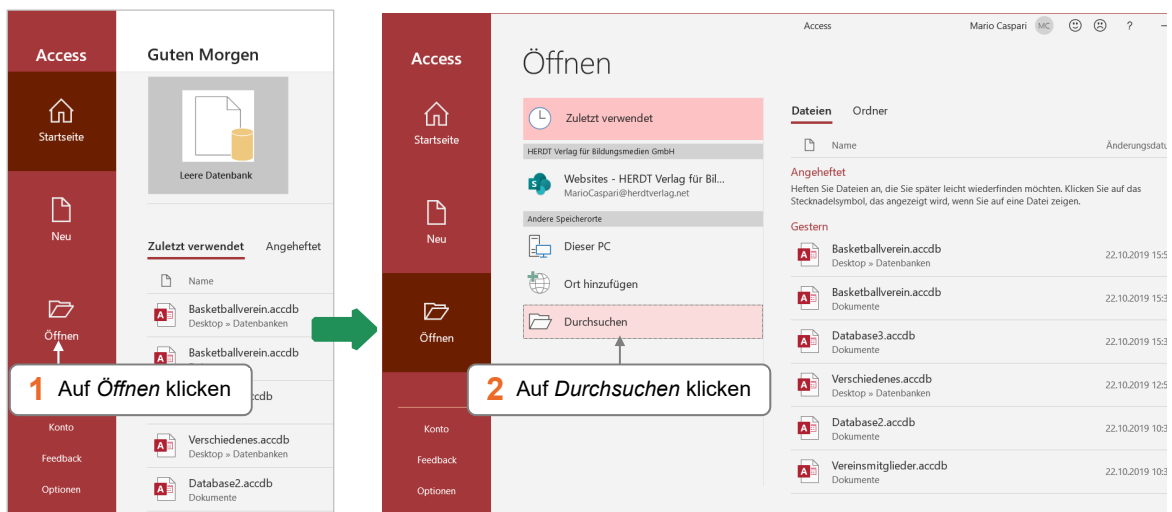 Access
Guten Morgen
Startseite
Leere Datenbank
Neu
Zuletzt verwendet Angeheftet
Name
Basketballverein.accdb
Desktop » Datenbanken
Öffnen
Basketballverein.accdb
1 Auf Öffnen klicken
Konto
Verschiedenes.accdb
Feedback
Desktop » Datenbanken
Database2.accdb
Optionen
Dokumente
Access Mario Caspari MC ?
Access
Öffnen
Startseite
Neu
Öffnen
Konto
Feedback
Optionen
Zuletzt verwendet
HERDT Verlag für Bildungsmedien GmbH
Websites - HERDT Verlag für Bil...
MarioCaspari@herdtverlag.net
Andere Speicherorte
Dieser PC
Ort hinzufügen
Durchsuchen
2 Auf Durchsuchen klicken
Dateien Ordner
Name
Angeheftet
Heften Sie Dateien an, die Sie später leicht wiederfinden möchten. Klicken Sie auf das
Stecknadelsymbol, das angezeigt wird, wenn Sie auf eine Datei zeigen.
Gestern
Basketballverein.accdb 22.10.2019
Desktop » Datenbanken
Basketballverein.accdb 22.10.2019
Dokumente
Database3.accdb 22.10.2019
Dokumente
Verschiedenes.accdb 22.10.2019
Desktop » Datenbanken
Database2.accdb 22.10.2019
Dokumente
Vereinsmitglieder.accdb 22.10.2019
Dokumente